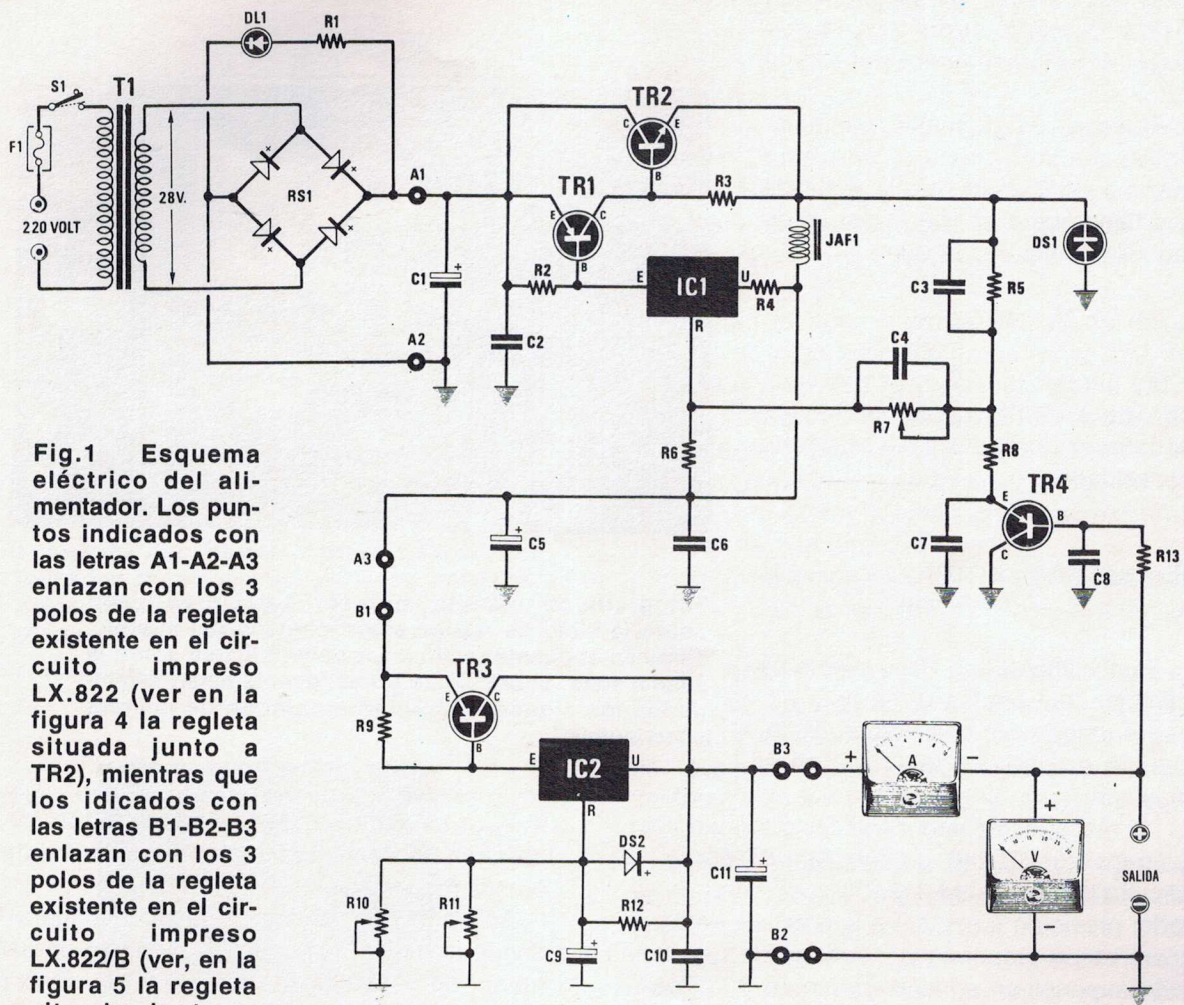 DL1
R1
S1
T1
F1
28V.
RS1
220 VOLT
A1
C1
A2
TR2
C
E
B
TR1
E
C
B
R3
R2
E
IC1
U
R4
R
C2
JAF1
DS1
C3
R5
C4
R7
R6
R8
TR4
E
B
C
C7
C8
R13
A3
C5
C6
B1
TR3
E
C
B
R9
E
IC2
U
R
B3
A
DS2
R10
R11
R12
C9
C10
C11
V
SALIDA
B2
Fig.1 Esquema
eléctrico del ali-
mentador. Los pun-
tos indicados con
las letras A1-A2-A3
enlazan con los 3
polos de la regleta
existente en el cir-
cuito impreso
LX.822 (ver en la
figura 4 la regleta
situada junto a
TR2), mientras que
los idicados con
las letras B1-B2-B3
enlazan con los 3
polos de la regleta
existente en el cir-
cuito impreso
LX.822/B (ver, en la
figura 5 la regleta